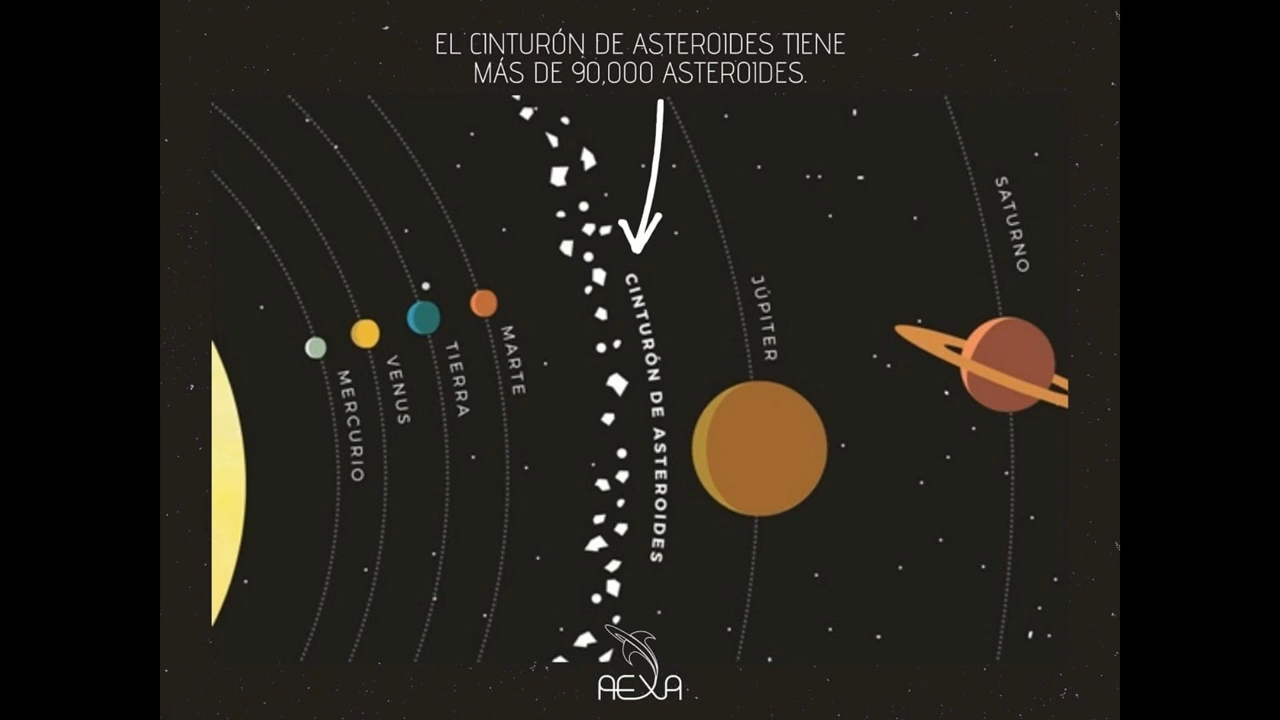 EL CINTURÓN DE ASTEROIDES TIENE
MÁS DE 90,000 ASTEROIDES.
MERCURIO
VENUS
TIERRA
MARTE
CINTURÓN DE ASTEROIDES
JÚPITER
SATURNO
AEXA